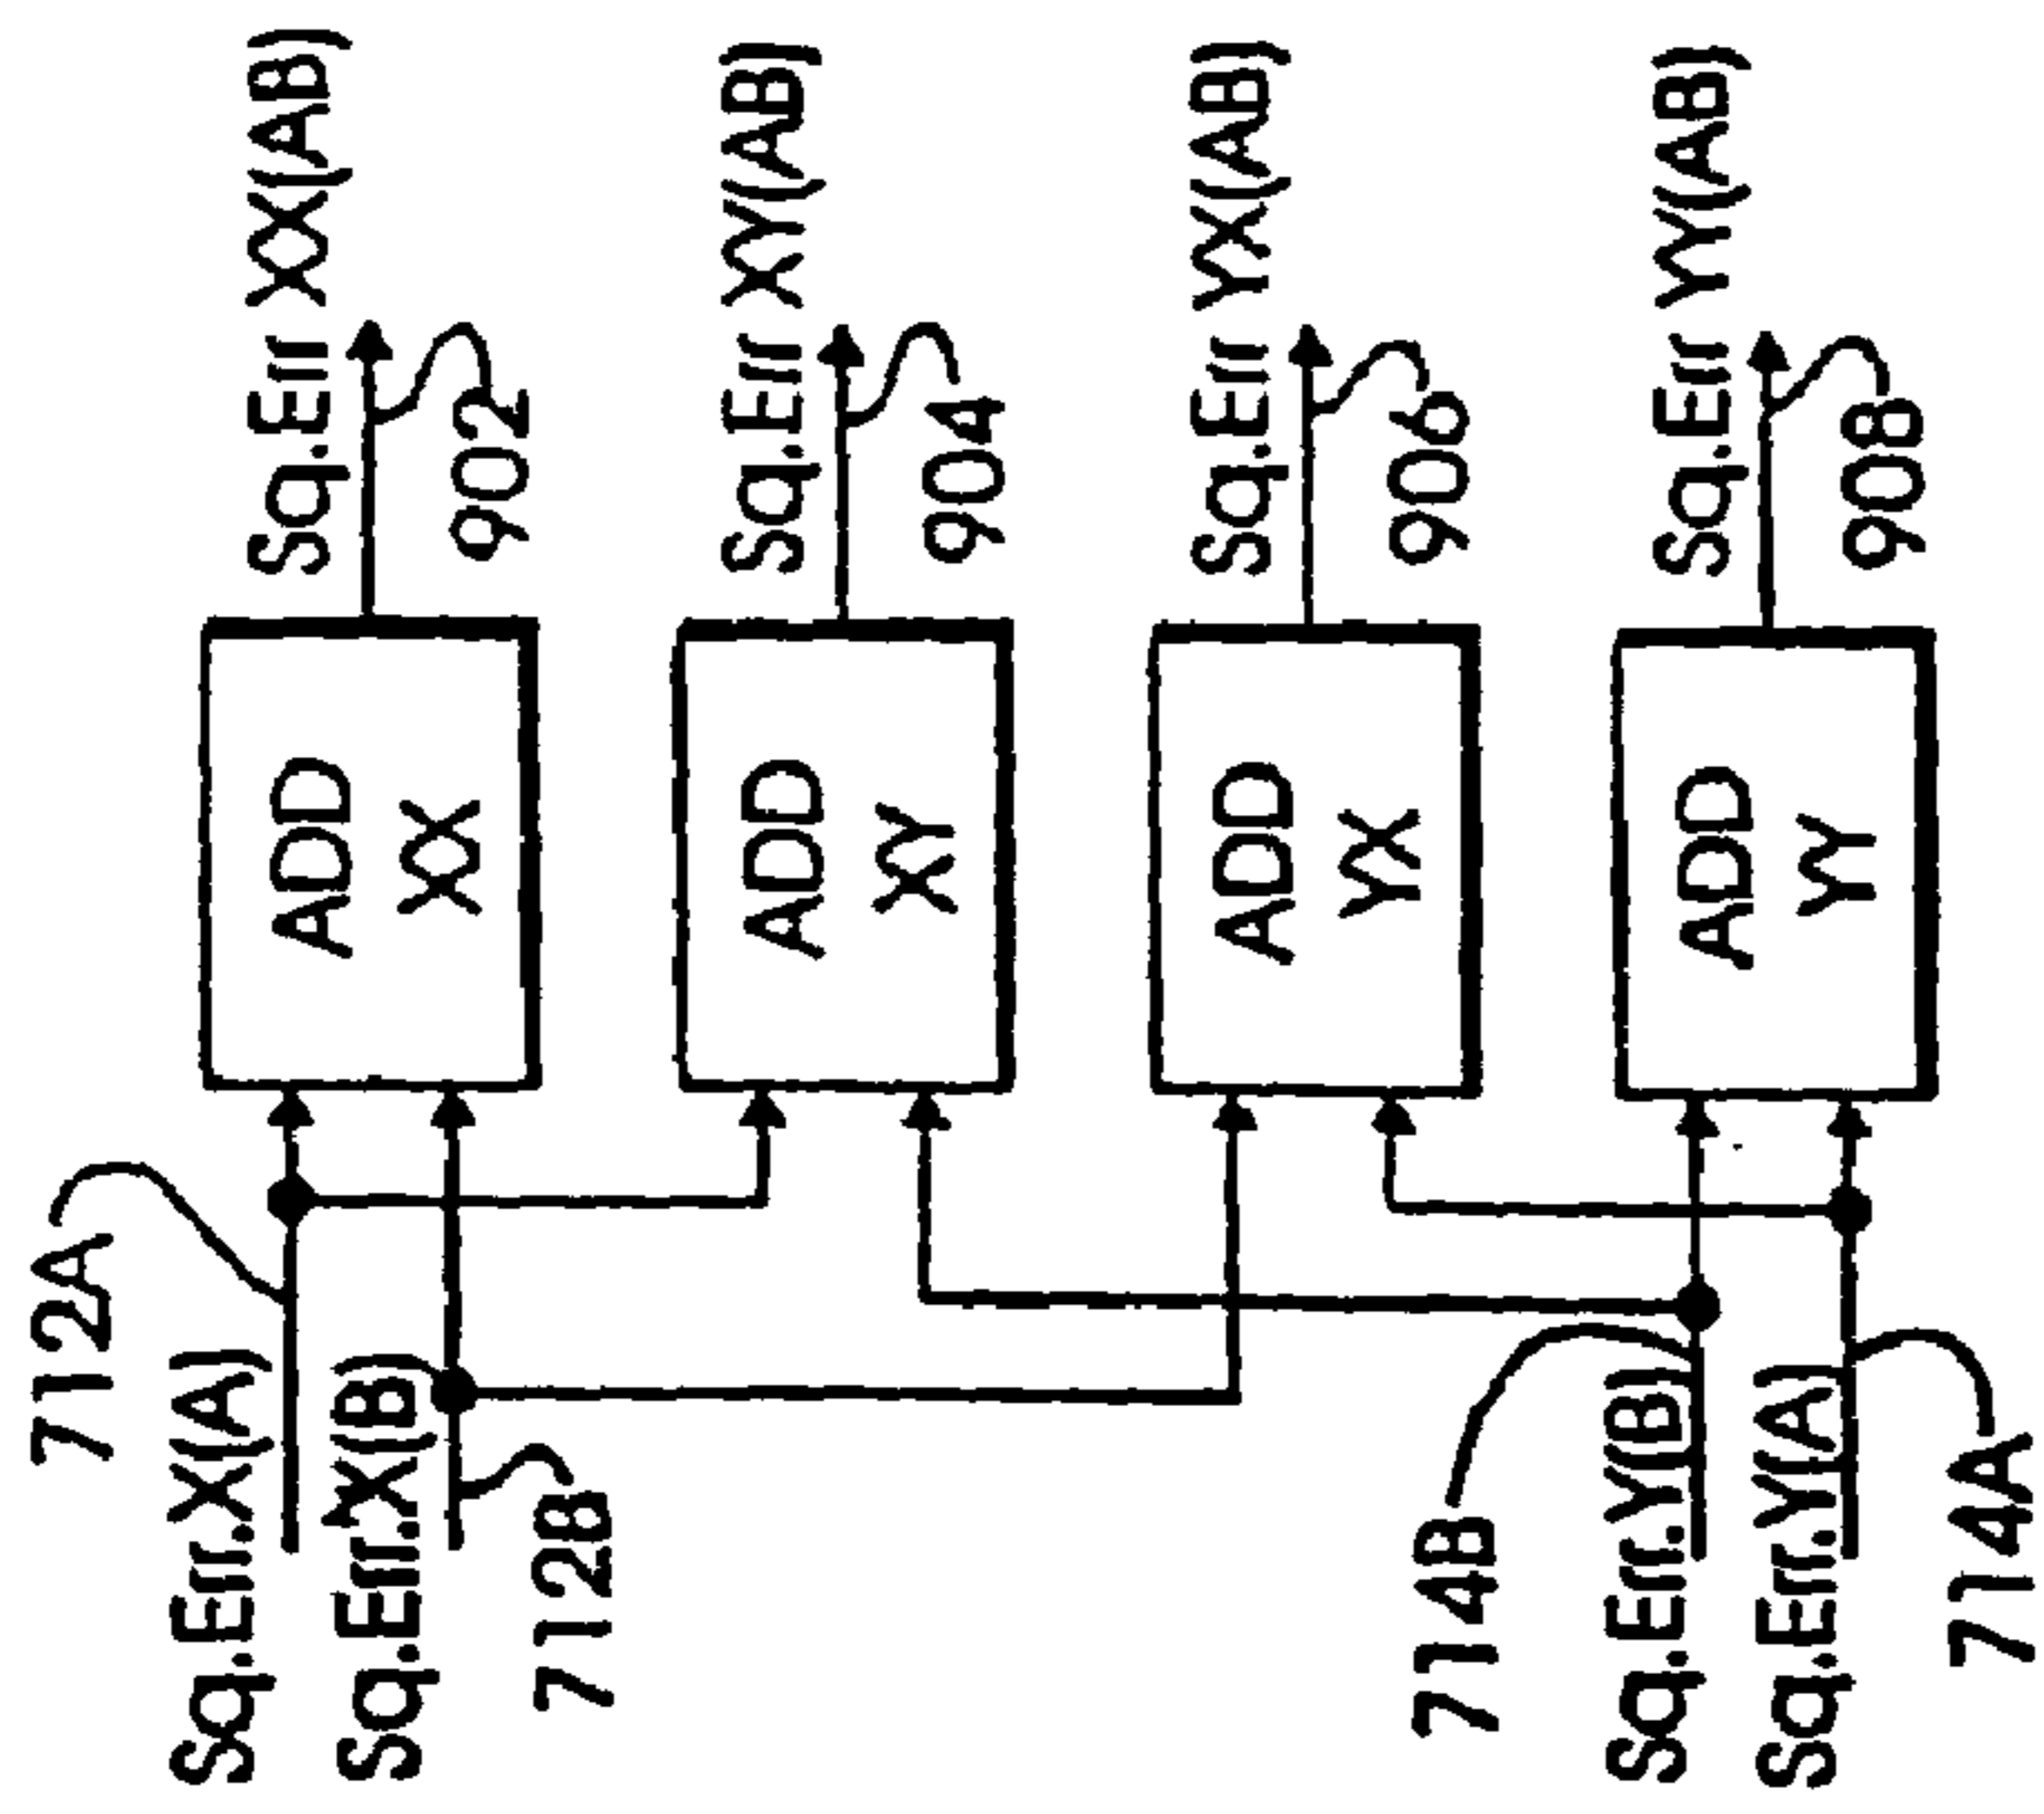 712A
Sq.Err.X(A)
Sq.Err.X(B)
712B
714B
Sq.Err.Y(B)
Sq.Err.Y(A)
714A
ADD
XX
ADD
XY
ADD
YX
ADD
YY
Sq.Err XX(AB)
902
Sq.Err XY(AB)
904
Sq.Err YX(AB)
906
Sq.Err YY(AB)
908